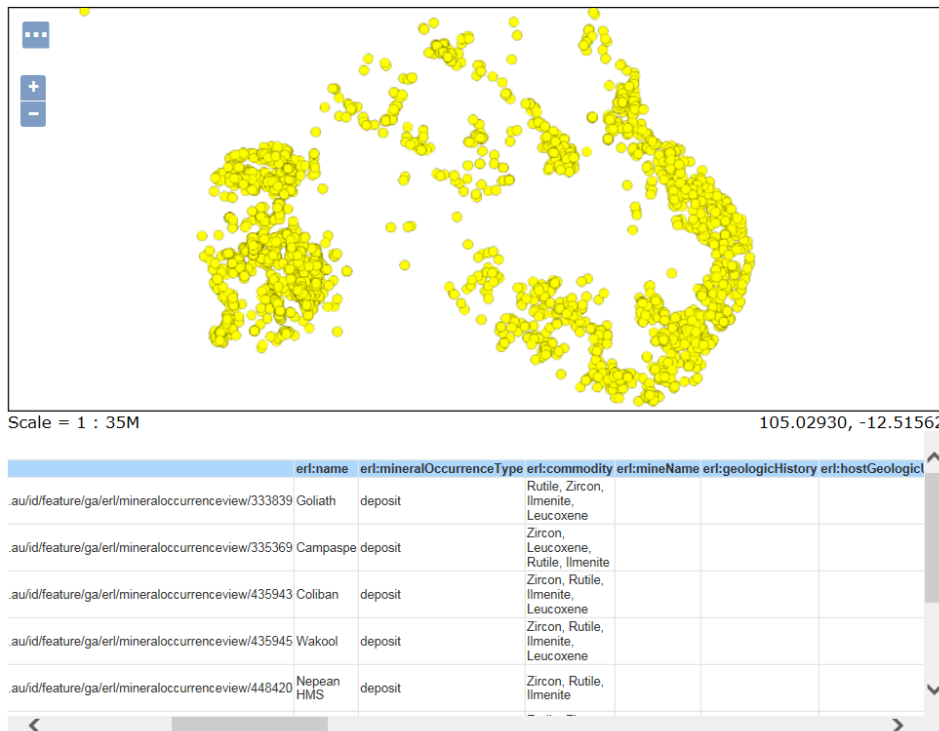 ...
+
−
Scale = 1 : 35M
105.02930, -12.51562
erl:name erl:mineralOccurrenceType erl:commodity erl:mineName erl:geologicHistory erl:hostGeologicU
.au/id/feature/ga/erl/mineraloccurrenceview/333839 Goliath deposit Rutile, Zircon,
Ilmenite,
Leucoxene
.au/id/feature/ga/erl/mineraloccurrenceview/335369 Campaspe deposit Zircon,
Leucoxene,
Rutile, Ilmenite
.au/id/feature/ga/erl/mineraloccurrenceview/435943 Coliban deposit Zircon, Rutile,
Ilmenite,
Leucoxene
.au/id/feature/ga/erl/mineraloccurrenceview/435945 Wakool deposit Zircon, Rutile,
Ilmenite,
Leucoxene
.au/id/feature/ga/erl/mineraloccurrenceview/448420 Nepean
HMS deposit Zircon, Rutile,
Ilmenite